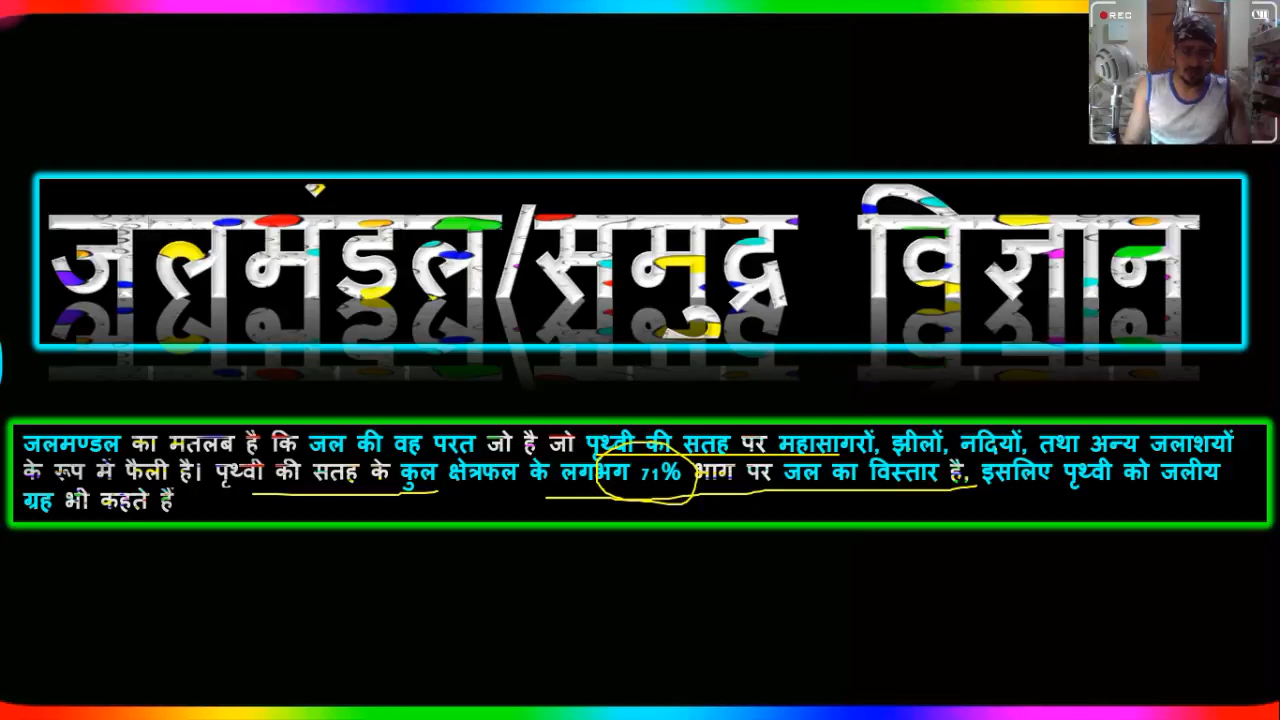 REC
जलमंडल/समुद्र विज्ञान
जलमण्डल का मतलब है कि जल की वह परत जो है जो पृथ्वी की सतह पर महासागरों, झीलों, नदियों, तथा अन्य जलाशयों
के रूप में फैली है। पृथ्वी की सतह के कुल क्षेत्रफल के लगभग 71% भाग पर जल का विस्तार है, इसलिए पृथ्वी को जलीय
ग्रह भी कहते हैं